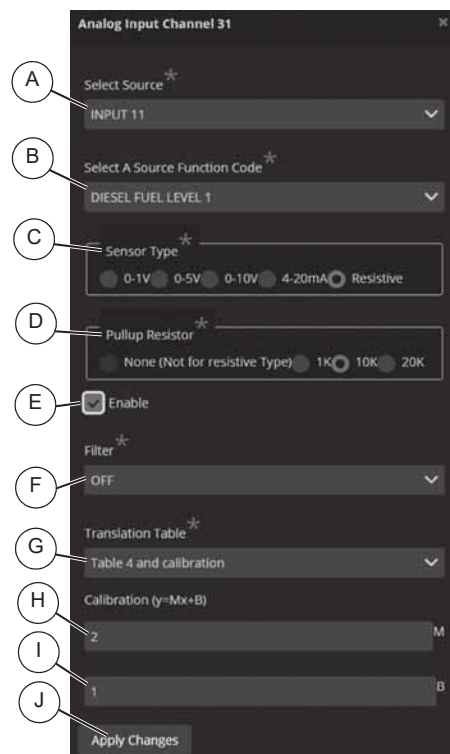 Analog Input Channel 31 ×
A
Select Source *
INPUT 11
B
Select A Source Function Code *
DIESEL FUEL LEVEL 1
C
Sensor Type *
0-1V 0-5V 0-10V 4-20mA Resistive
D
Pullup Resistor *
None (Not for resistive Type) 1K 10K 20K
E
Enable
Filter *
F
OFF
Translation Table *
G
Table 4 and calibration
Calibration (y=Mx+B)
H
2 M
I
1 B
J
Apply Changes